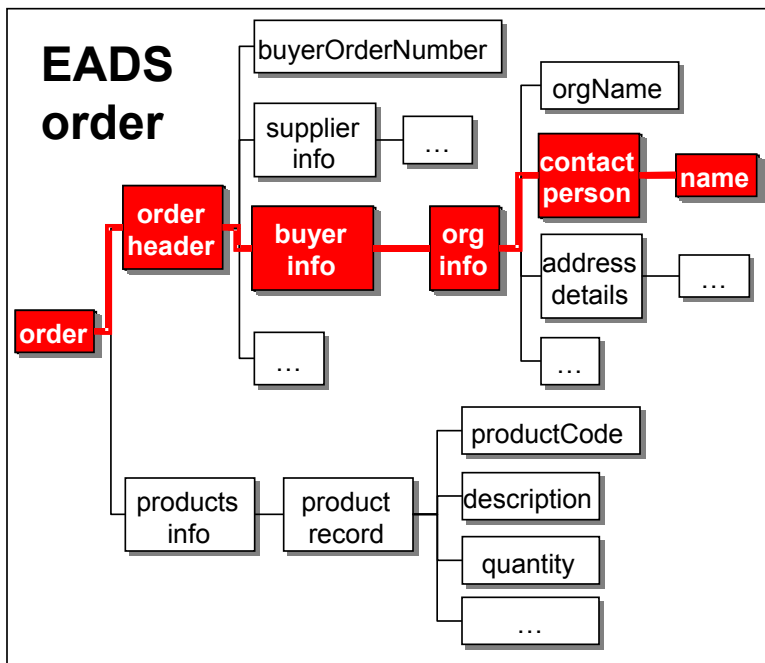 EADS
order
buyerOrderNumber
supplier
info
…
orgName
contact
person
name
order
header
buyer
info
org
info
address
details
…
order
…
…
productCode
products
info
product
record
description
quantity
…